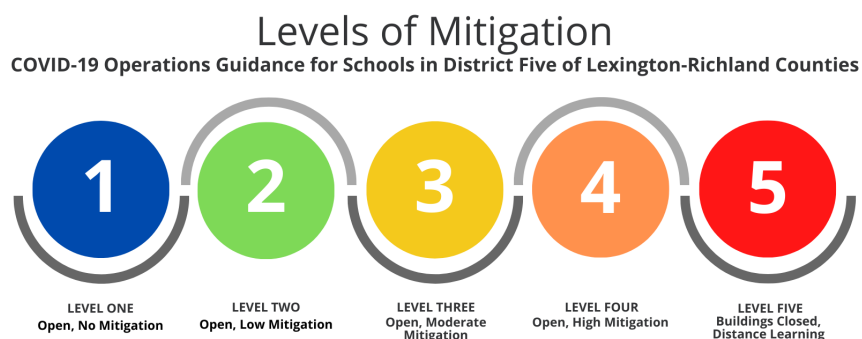 Levels of Mitigation
COVID-19 Operations Guidance for Schools in District Five of Lexington-Richland Counties
1 2 3 4 5
LEVEL ONE
Open, No Mitigation
LEVEL TWO
Open, Low Mitigation
LEVEL THREE
Open, Moderate
Mitigation
LEVEL FOUR
Open, High Mitigation
LEVEL FIVE
Buildings Closed,
Distance Learning